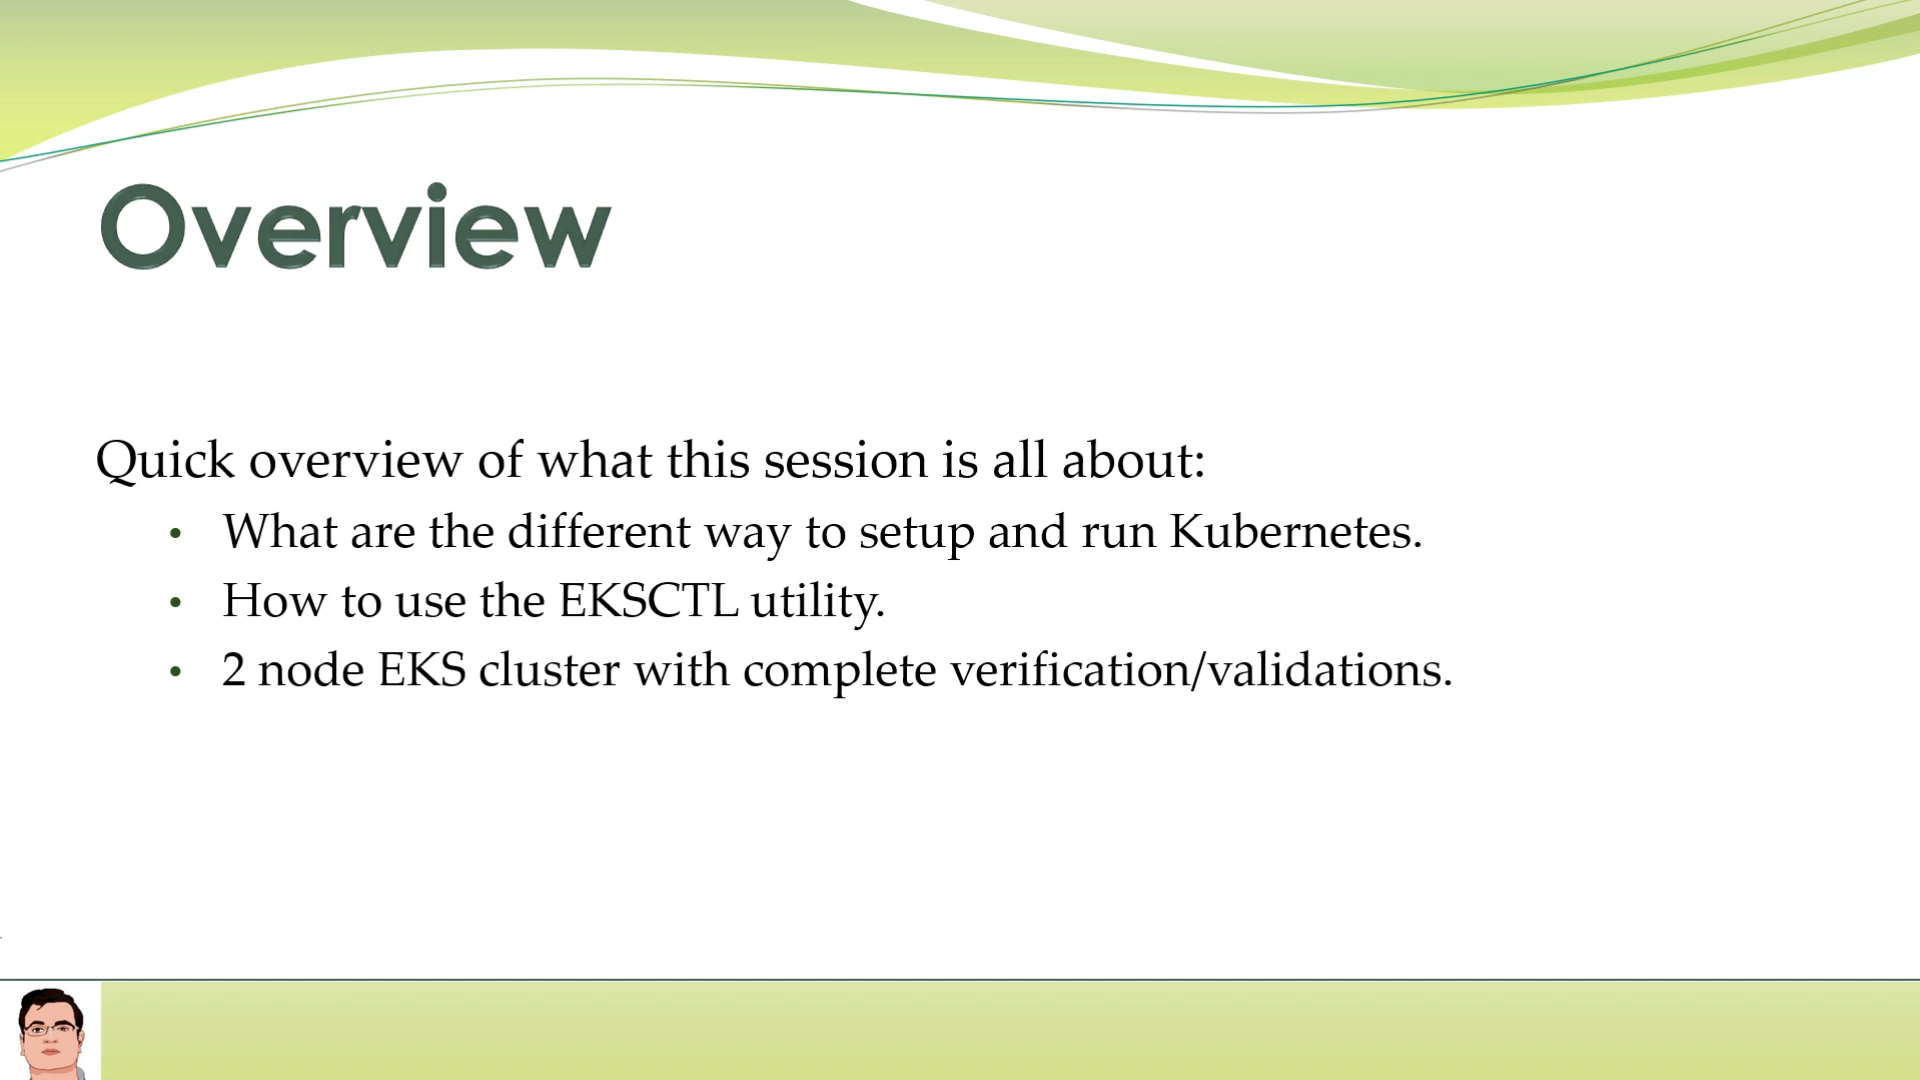 Overview
Quick overview of what this session is all about:
• What are the different way to setup and run Kubernetes.
• How to use the EKSCTL utility.
• 2 node EKS cluster with complete verification/validations.